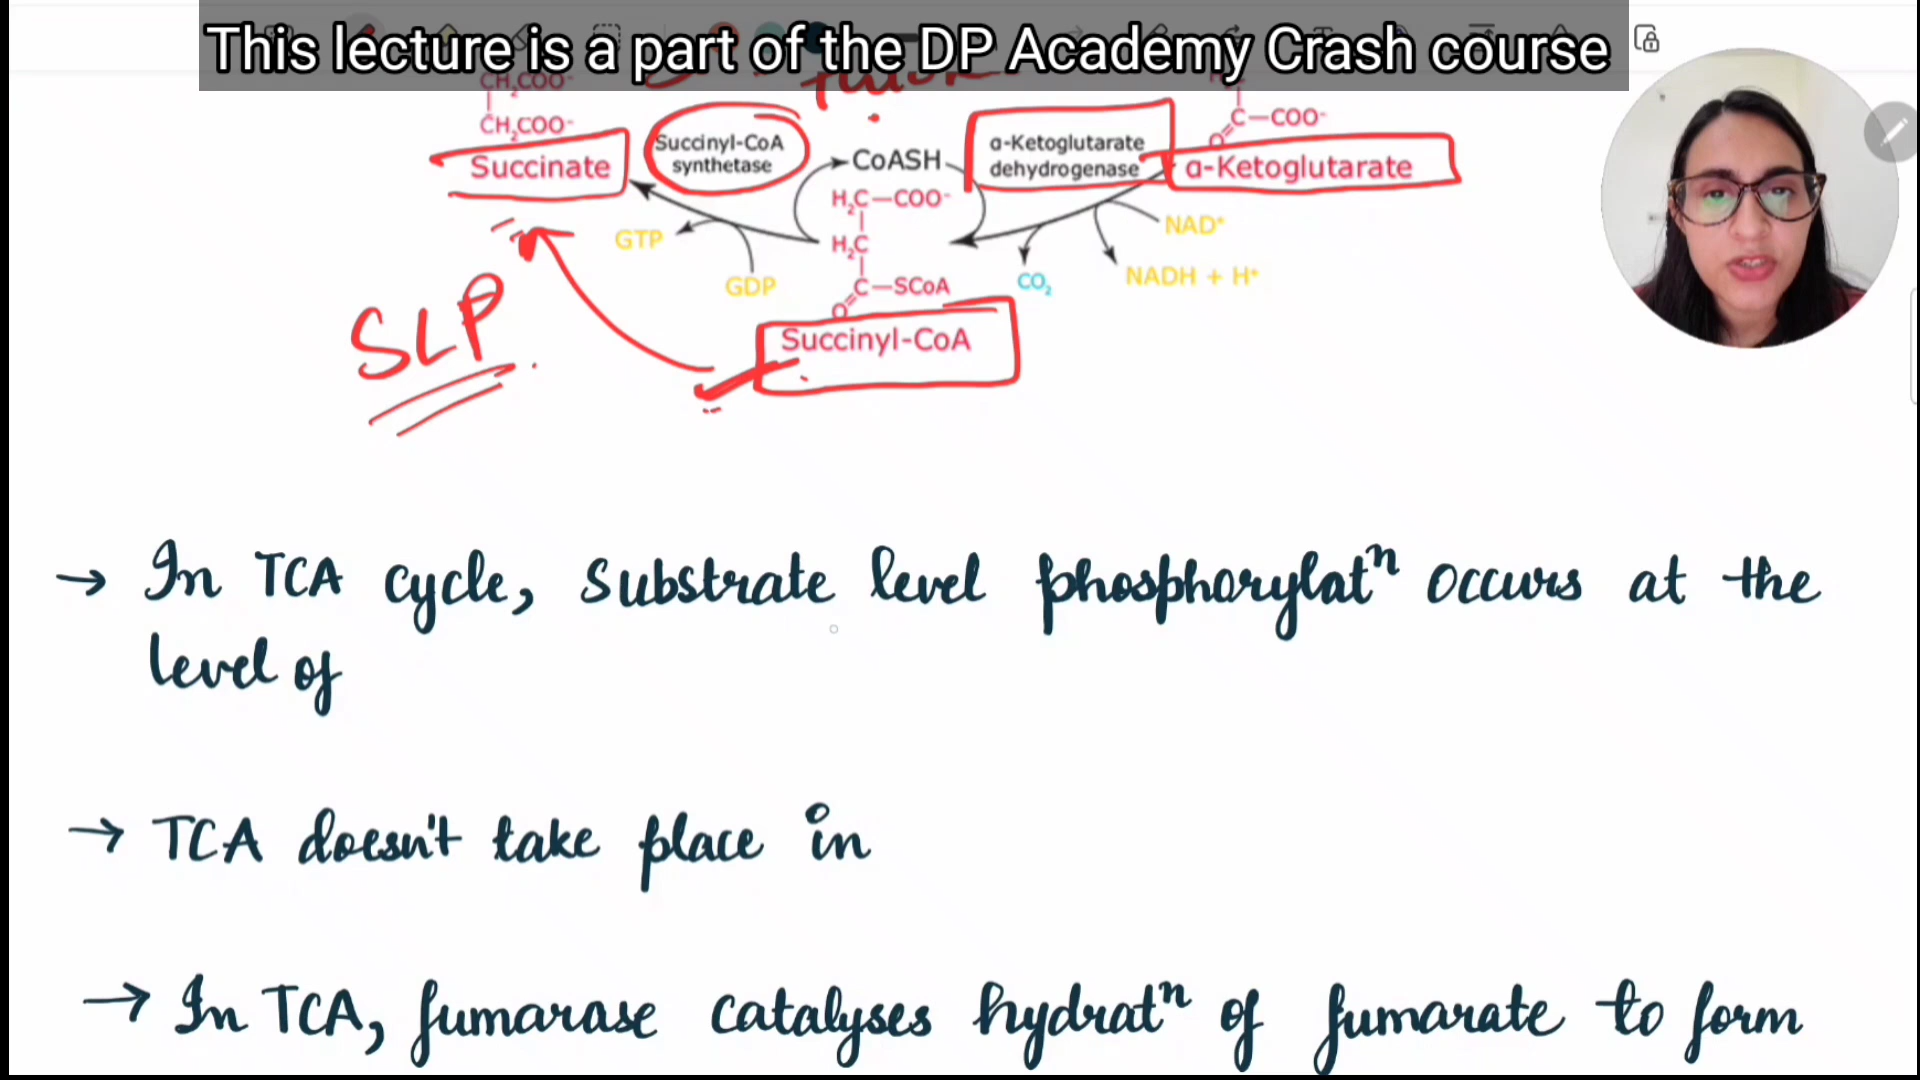 This lecture is a part of the DP Academy Crash course
CH₂COO⁻
CH₂COO⁻
Succinate
Succinyl-CoA
synthetase
CoASH
α-Ketoglutarate
dehydrogenase
C—COO⁻
O
α-Ketoglutarate
H₂C—COO⁻
H₂C
C—SCoA
O
Succinyl-CoA
GTP
GDP
CO₂
NAD⁺
NADH + H⁺
SLP
→ In TCA cycle, substrate level phosphorylatⁿ occurs at the
level of
→ TCA doesn't take place in
→ In TCA, fumarase catalyses hydratⁿ of fumarate to form